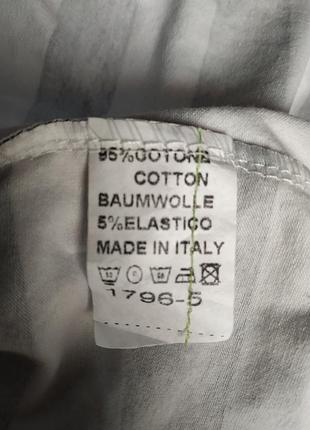 95%COTONE
COTTON
BAUMWOLLE
5%ELASTICO
MADE IN ITALY
1796-5